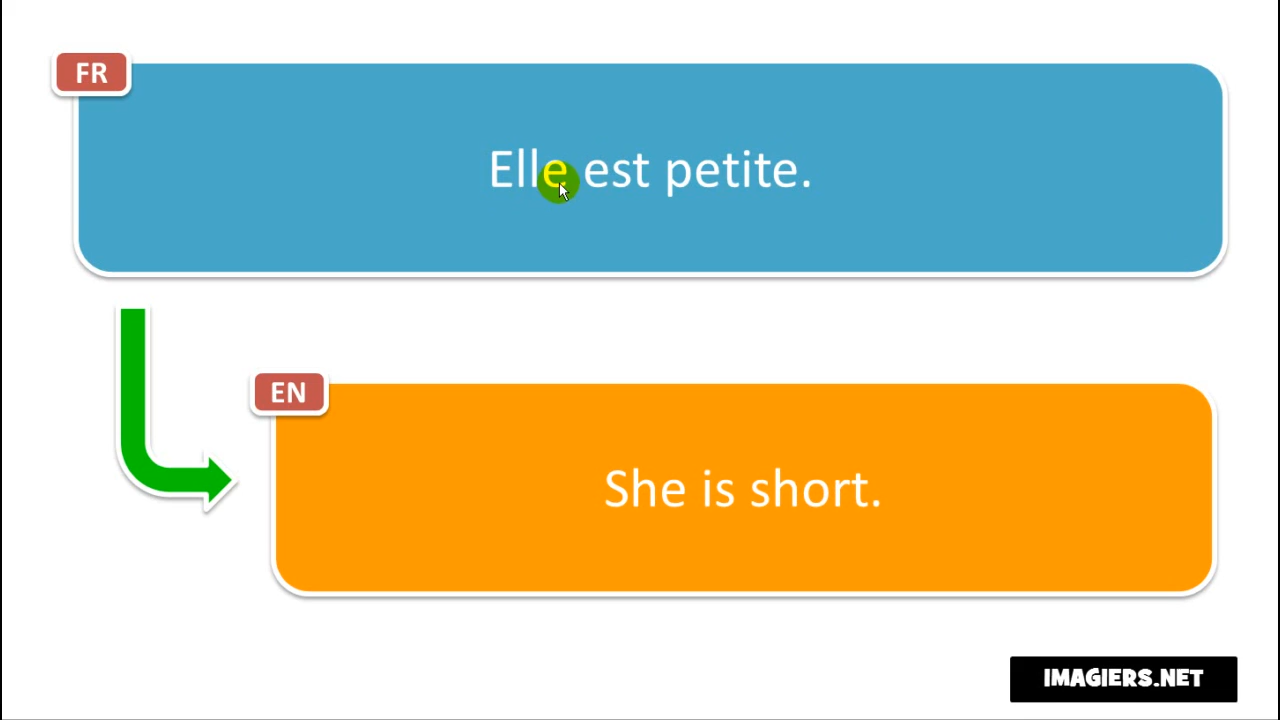 FR
Elle est petite.
EN
She is short.
IMAGIERS.NET